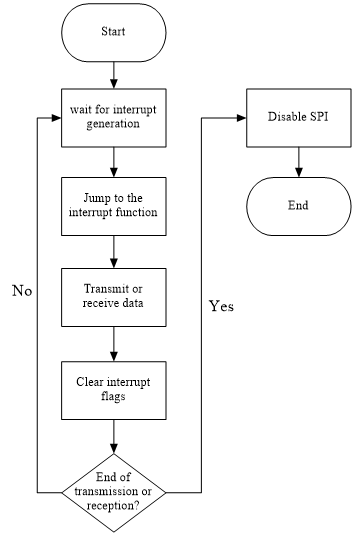 Start
wait for interrupt
generation
Jump to the
interrupt function
Transmit or
receive data
Clear interrupt
flags
End of
transmission or
reception?
No
Yes
Disable SPI
End